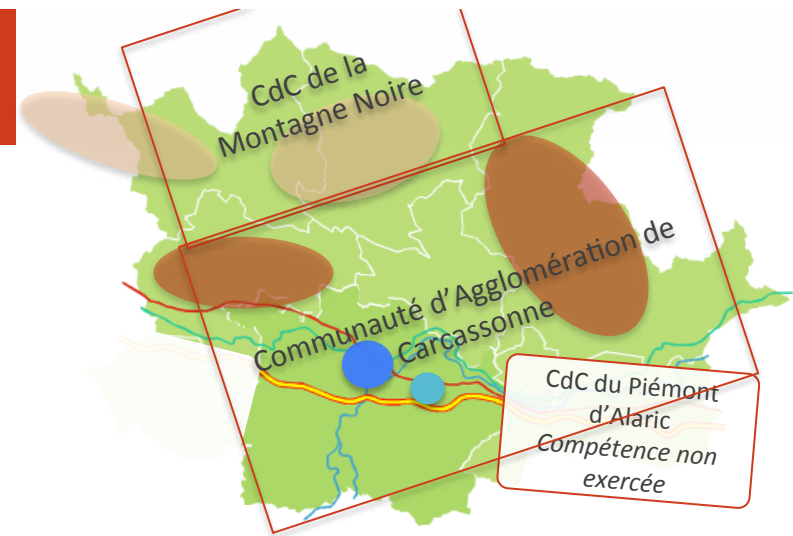 CdC de la
Montagne Noire
Communauté d’Agglomération de
Carcassonne
CdC du Piémont
d’Alaric
Compétence non
exercée